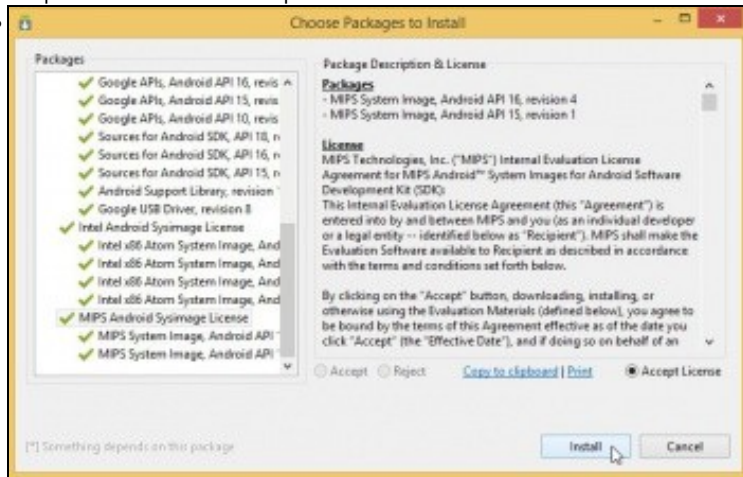 Choose Packages to Install
Packages
Google APIs, Android API 16, revis
Google APIs, Android API 15, revis
Google APIs, Android API 10, revis
Sources for Android SDK, API 18, r
Sources for Android SDK, API 16, r
Sources for Android SDK, API 15, r
Android Support Library, revision
Google USB Driver, revision 8
Intel Android Sysimage License
Intel x86 Atom System Image, And
Intel x86 Atom System Image, And
Intel x86 Atom System Image, And
Intel x86 Atom System Image, And
MIPS Android Sysimage License
MIPS System Image, Android API
MIPS System Image, Android API
Package Description & License
Packages
- MIPS System Image, Android API 16, revision 4
- MIPS System Image, Android API 15, revision 1
License
MIPS Technologies, Inc. ("MIPS") Internal Evaluation License
Agreement for MIPS Android™ System Images for Android Software
Development Kit (SDK):
This Internal Evaluation License Agreement (this "Agreement") is
entered into by and between MIPS and you (as an individual developer
or a legal entity -- identified below as "Recipient"). MIPS shall make the
Evaluation Software available to Recipient as described in accordance
with the terms and conditions set forth below.
By clicking on the "Accept" button, downloading, installing, or
otherwise using the Evaluation Materials (defined below), you agree to
be bound by the terms of this Agreement effective as of the date you
click "Accept" (the "Effective Date"), and if doing so on behalf of an
Accept Reject Copy to clipboard | Print Accept License
[*] Something depends on this package
Install Cancel